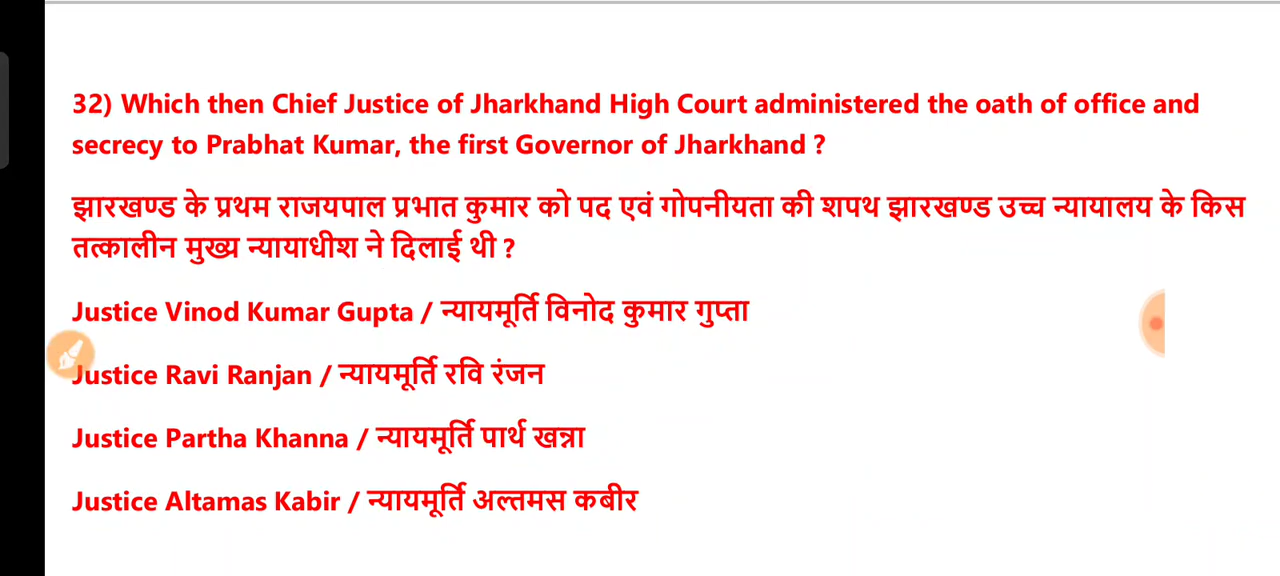 32) Which then Chief Justice of Jharkhand High Court administered the oath of office and
secrecy to Prabhat Kumar, the first Governor of Jharkhand ?
झारखण्ड के प्रथम राजयपाल प्रभात कुमार को पद एवं गोपनीयता की शपथ झारखण्ड उच्च न्यायालय के किस
तत्कालीन मुख्य न्यायाधीश ने दिलाई थी ?
Justice Vinod Kumar Gupta / न्यायमूर्ति विनोद कुमार गुप्ता
Justice Ravi Ranjan / न्यायमूर्ति रवि रंजन
Justice Partha Khanna / न्यायमूर्ति पार्थ खन्ना
Justice Altamas Kabir / न्यायमूर्ति अल्तमस कबीर